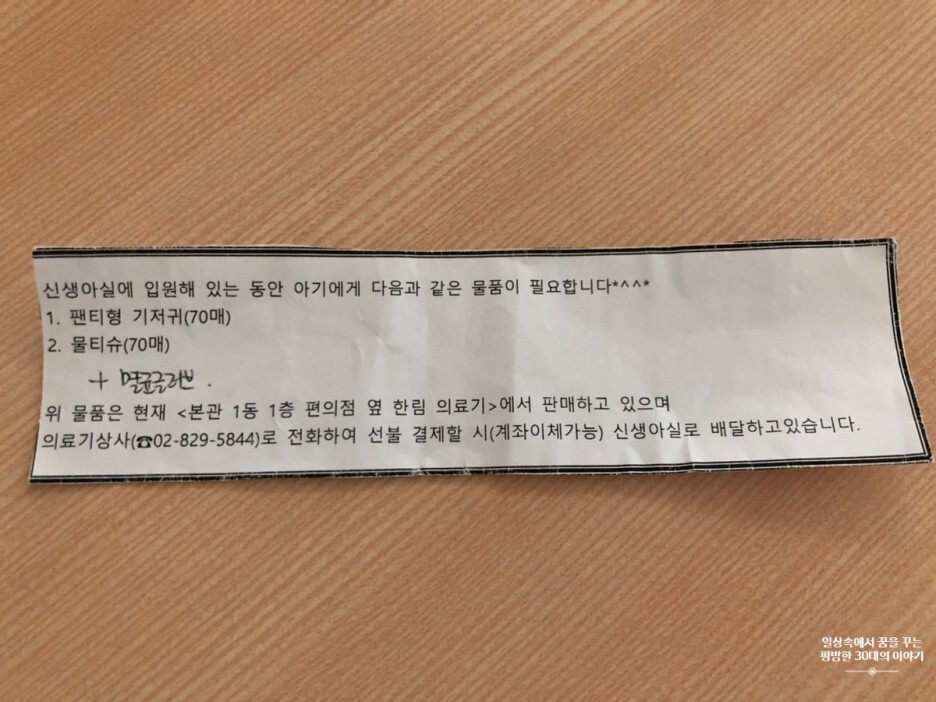 신생아실에 입원해 있는 동안 아기에게 다음과 같은 물품이 필요합니다*^^*
1. 팬티형 기저귀(70매)
2. 물티슈(70매)
+ 멸균글러브.
위 물품은 현재 <본관 1동 1층 편의점 옆 한림 의료기>에서 판매하고 있으며
의료기상사(☎02-829-5844)로 전화하여 선불 결제할 시(계좌이체가능) 신생아실로 배달하고있습니다.
일상속에서 꿈을 꾸는
평범한 30대의 이야기